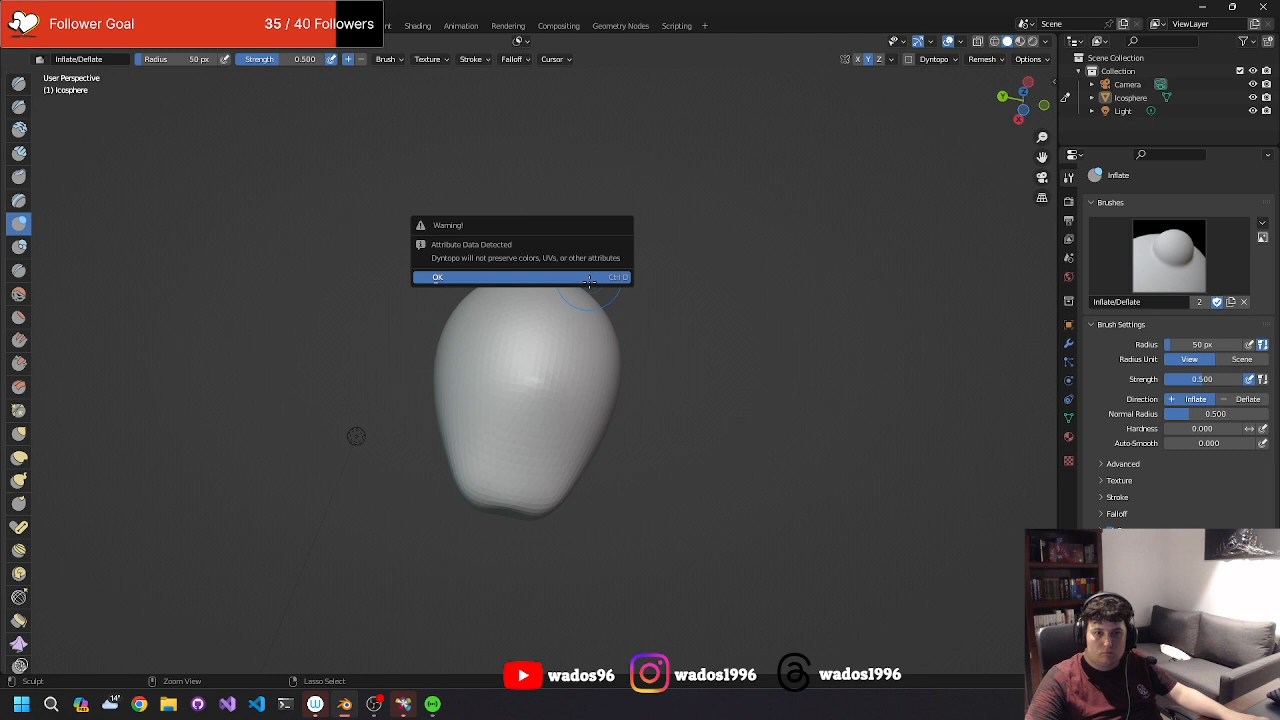 Follower Goal
35 / 40 Followers
nt
Shading
Animation
Rendering
Compositing
Geometry Nodes
Scripting
+
Scene
ViewLayer
Inflate/Deflate
Radius 50 px
Strength 0.500
Brush
Texture
Stroke
Falloff
Cursor
X Y Z
Dyntopo
Remesh
Options
User Perspective
(1) Icosphere
Z
Y
X
Scene Collection
Collection
Camera
Icosphere
Light
Inflate
Brushes
Inflate/Deflate 2
Brush Settings
Radius 50 px
Radius Unit View Scene
Strength 0.500
Direction + Inflate − Deflate
Normal Radius 0.500
Hardness 0.000
Auto-Smooth 0.000
Advanced
Texture
Stroke
Falloff
Warning!
Attribute Data Detected
Dyntopo will not preserve colors, UVs, or other attributes
OK Ctrl D
wados96
wados1996
wados1996
Sculpt
Zoom View
Lasso Select
14°